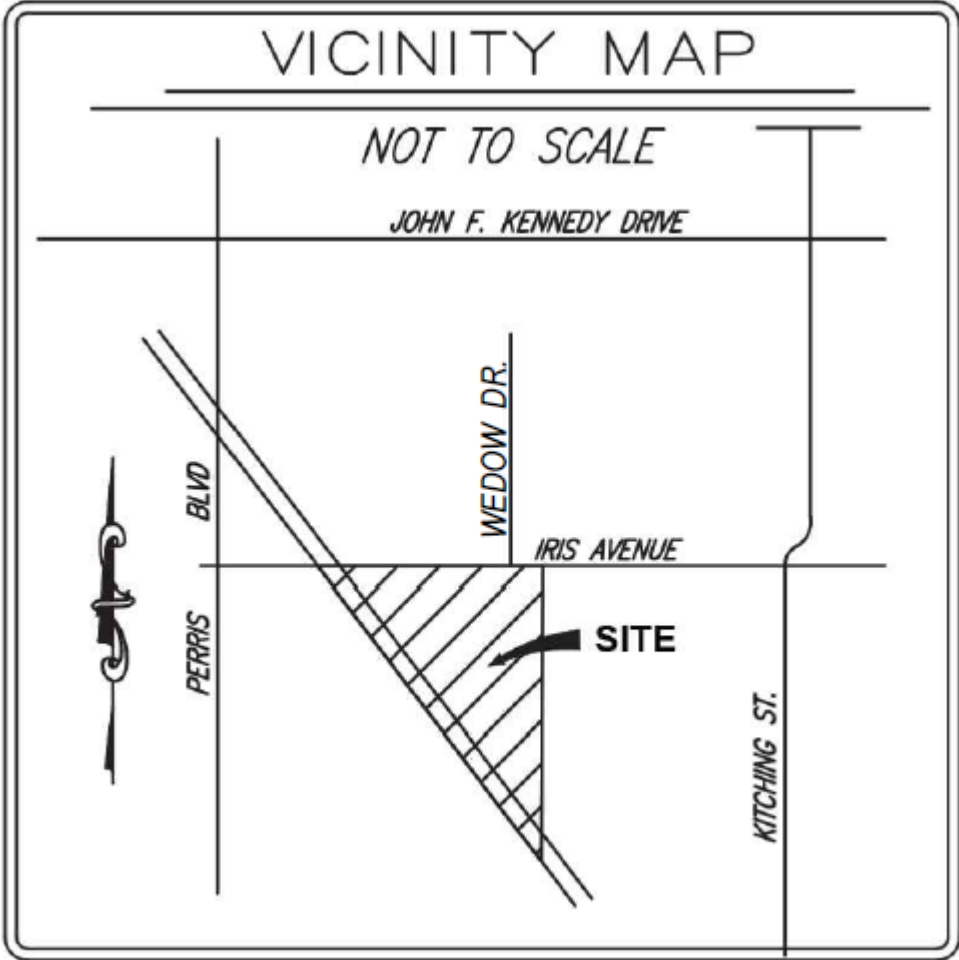 VICINITY MAP
NOT TO SCALE
JOHN F. KENNEDY DRIVE
WEDOW DR.
PERRIS BLVD
IRIS AVENUE
SITE
KITCHING ST.